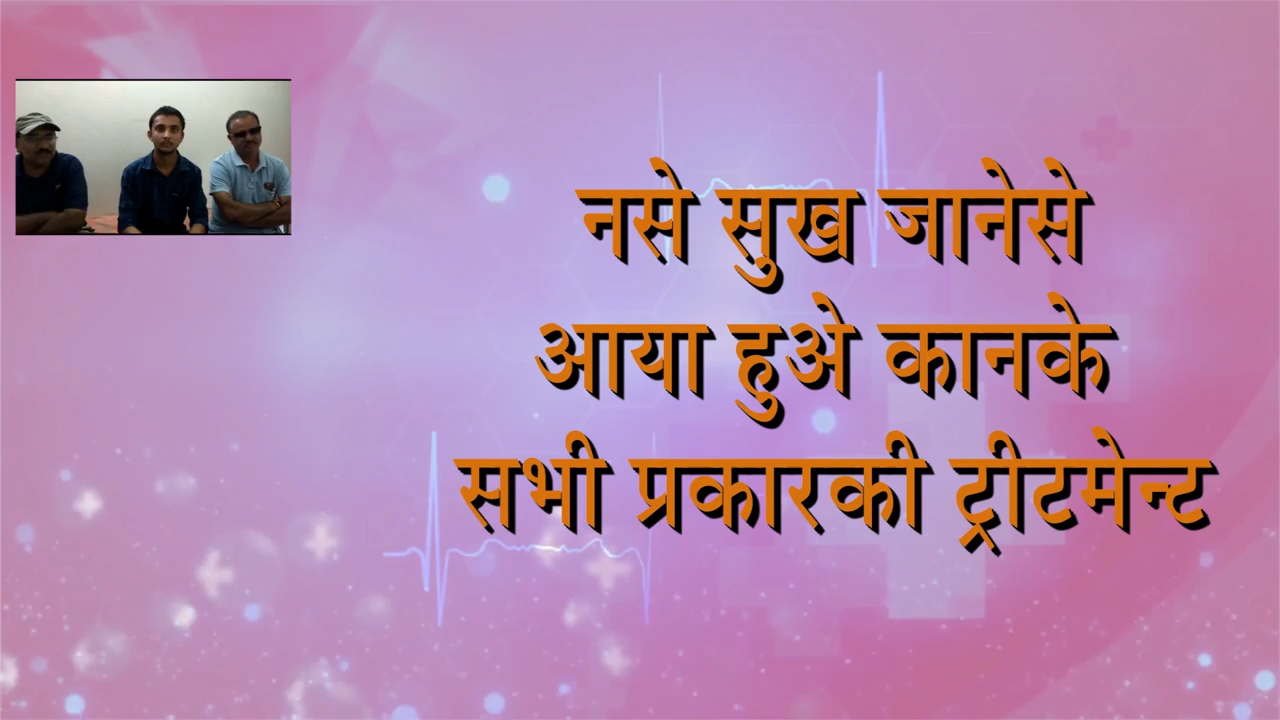 नसे सुख जानेसे
आया हुअे कानके
सभी प्रकारकी ट्रीटमेन्ट